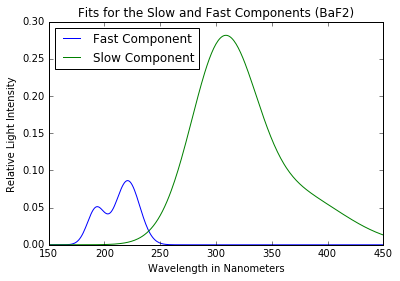 Fits for the Slow and Fast Components (BaF2)
Fast Component
Slow Component
Relative Light Intensity
0.30
0.25
0.20
0.15
0.10
0.05
0.00
150 200 250 300 350 400 450
Wavelength in Nanometers